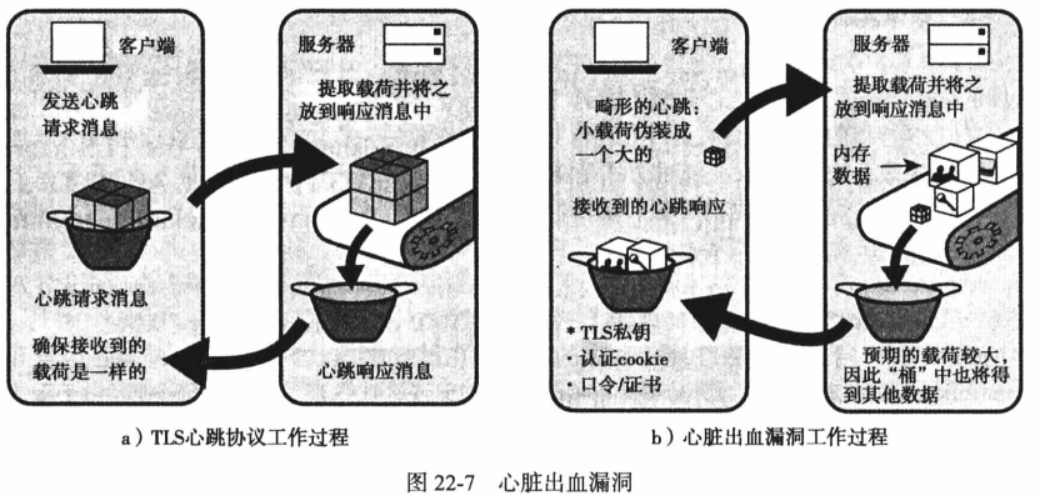 客户端
发送心跳
请求消息
心跳请求消息
确保接收到的
载荷是一样的
服务器
提取载荷并将之
放到响应消息中
心跳响应消息
a）TLS心跳协议工作过程
客户端
畸形的心跳：
小载荷伪装成
一个大的
接收到的心跳响应
* TLS私钥
· 认证cookie
· 口令/证书
服务器
提取载荷并将之
放到响应消息中
内存
数据
预期的载荷较大，
因此“桶”中也将得
到其他数据
b）心脏出血漏洞工作过程
图 22-7 心脏出血漏洞